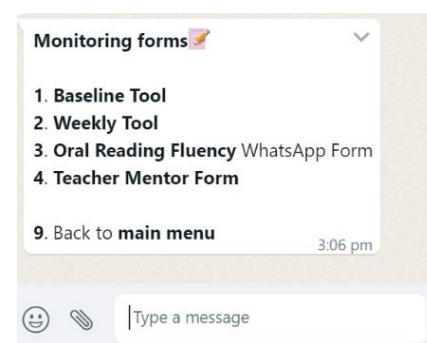 Monitoring forms📝
1. Baseline Tool
2. Weekly Tool
3. Oral Reading Fluency WhatsApp Form
4. Teacher Mentor Form
9. Back to main menu
3:06 pm
Type a message